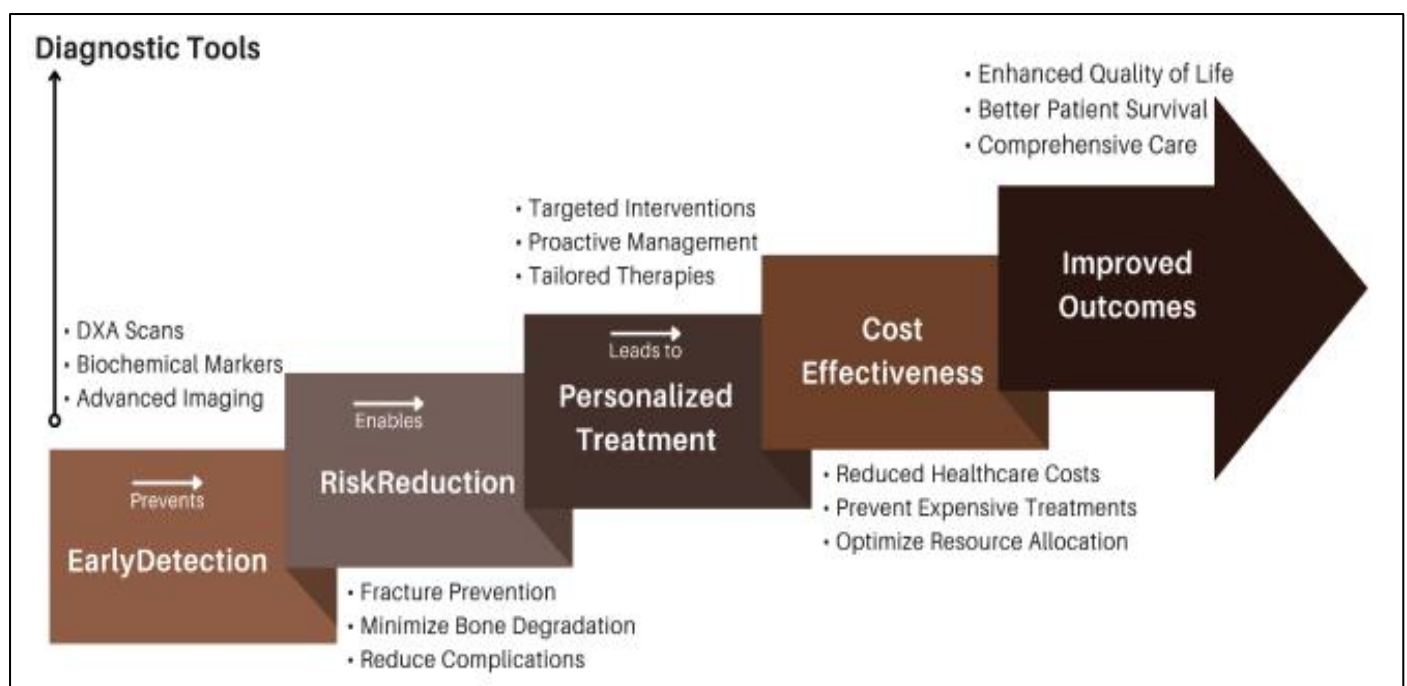 Diagnostic Tools
• DXA Scans
• Biochemical Markers
• Advanced Imaging
Prevents
EarlyDetection
Enables
RiskReduction
• Fracture Prevention
• Minimize Bone Degradation
• Reduce Complications
• Targeted Interventions
• Proactive Management
• Tailored Therapies
Leads to
Personalized
Treatment
Cost
Effectiveness
• Reduced Healthcare Costs
• Prevent Expensive Treatments
• Optimize Resource Allocation
• Enhanced Quality of Life
• Better Patient Survival
• Comprehensive Care
Improved
Outcomes